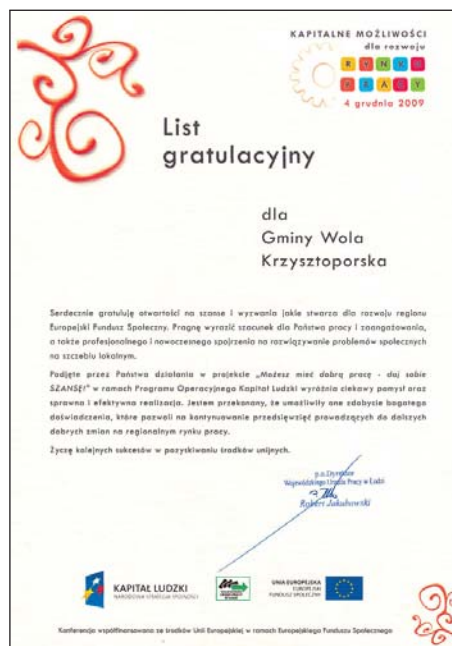 KAPITALNE MOŻLIWOŚCI
dla rozwoju
RYNKU
PRACY
4 grudnia 2009
List
gratulacyjny
dla
Gminy Wola
Krzysztoporska
Serdecznie gratuluję otwartości na szanse i wyzwania jakie stwarza dla rozwoju regionu
Europejski Fundusz Społeczny. Pragnę wyrazić szacunek dla Państwa pracy i zaangażowania,
a także profesjonalnego i nowoczesnego spojrzenia na rozwiązywanie problemów społecznych
na szczeblu lokalnym.
Podjęte przez Państwa działania w projekcie „Możesz mieć dobrą pracę - daj sobie
SZANSĘ!" w ramach Programu Operacyjnego Kapitał Ludzki wyróżnia ciekawy pomysł oraz
sprawna i efektywna realizacja. Jestem przekonany, że umożliwiły one zdobycie bogatego
doświadczenia, które pozwoli na kontynuowanie przedsięwzięć prowadzących do dalszych
dobrych zmian na regionalnym rynku pracy.
Życzę kolejnych sukcesów w pozyskiwaniu środków unijnych.
p.o. Dyrektor
Wojewódzkiego Urzędu Pracy w Łodzi
Robert Jakubowski
KAPITAŁ LUDZKI
NARODOWA STRATEGIA SPÓJNOŚCI
UNIA EUROPEJSKA
EUROPEJSKI
FUNDUSZ SPOŁECZNY
Konferencja współfinansowana ze środków Unii Europejskiej w ramach Europejskiego Funduszu Społecznego